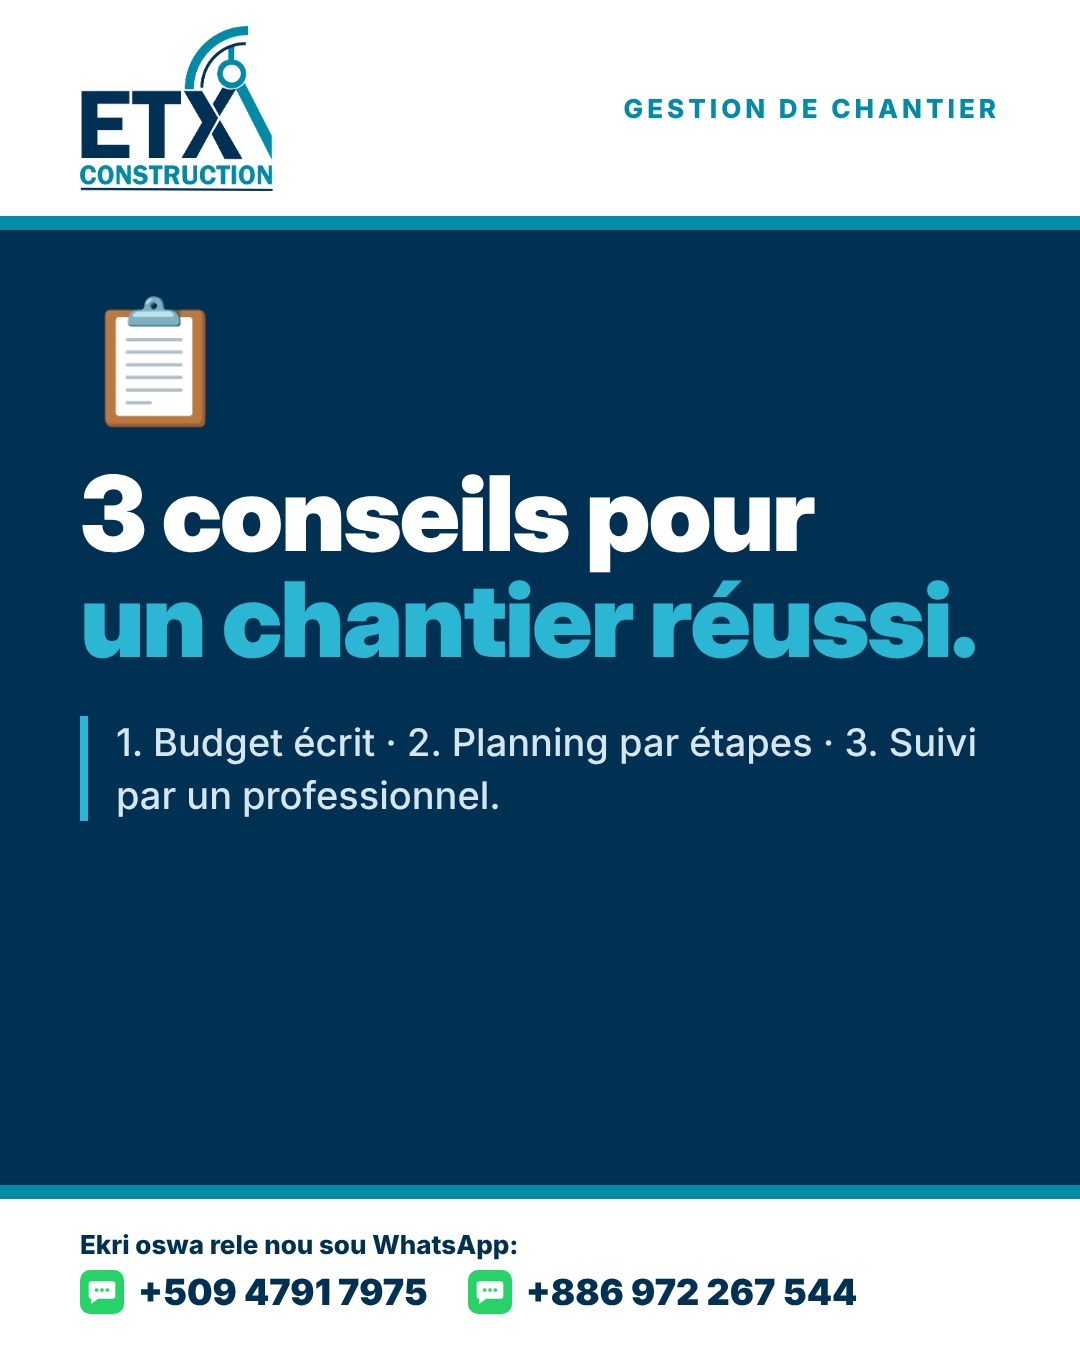 ETX
CONSTRUCTION
GESTION DE CHANTIER
3 conseils pour
un chantier réussi.
1. Budget écrit · 2. Planning par étapes · 3. Suivi
par un professionnel.
Ekri oswa rele nou sou WhatsApp:
+509 4791 7975 +886 972 267 544